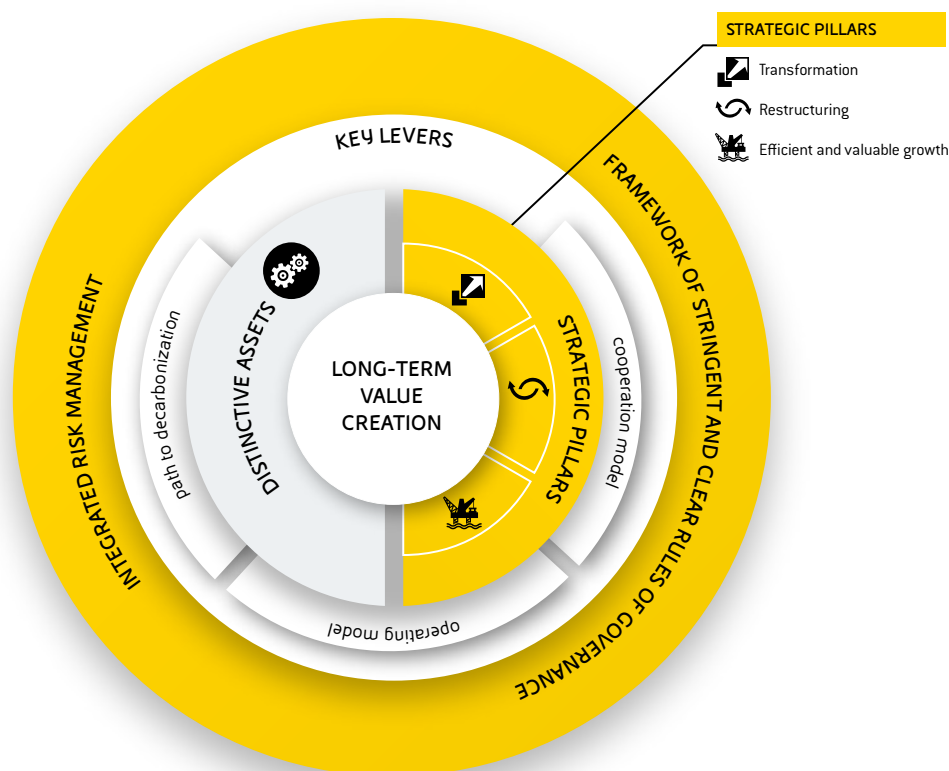 STRATEGIC PILLARS
Transformation
Restructuring
Efficient and valuable growth
KEY LEVERS
FRAMEWORK OF STRINGENT AND CLEAR RULES OF GOVERNANCE
INTEGRATED RISK MANAGEMENT
path to decarbonization
DISTINCTIVE ASSETS
LONG-TERM
VALUE
CREATION
STRATEGIC PILLARS
cooperation model
operating model